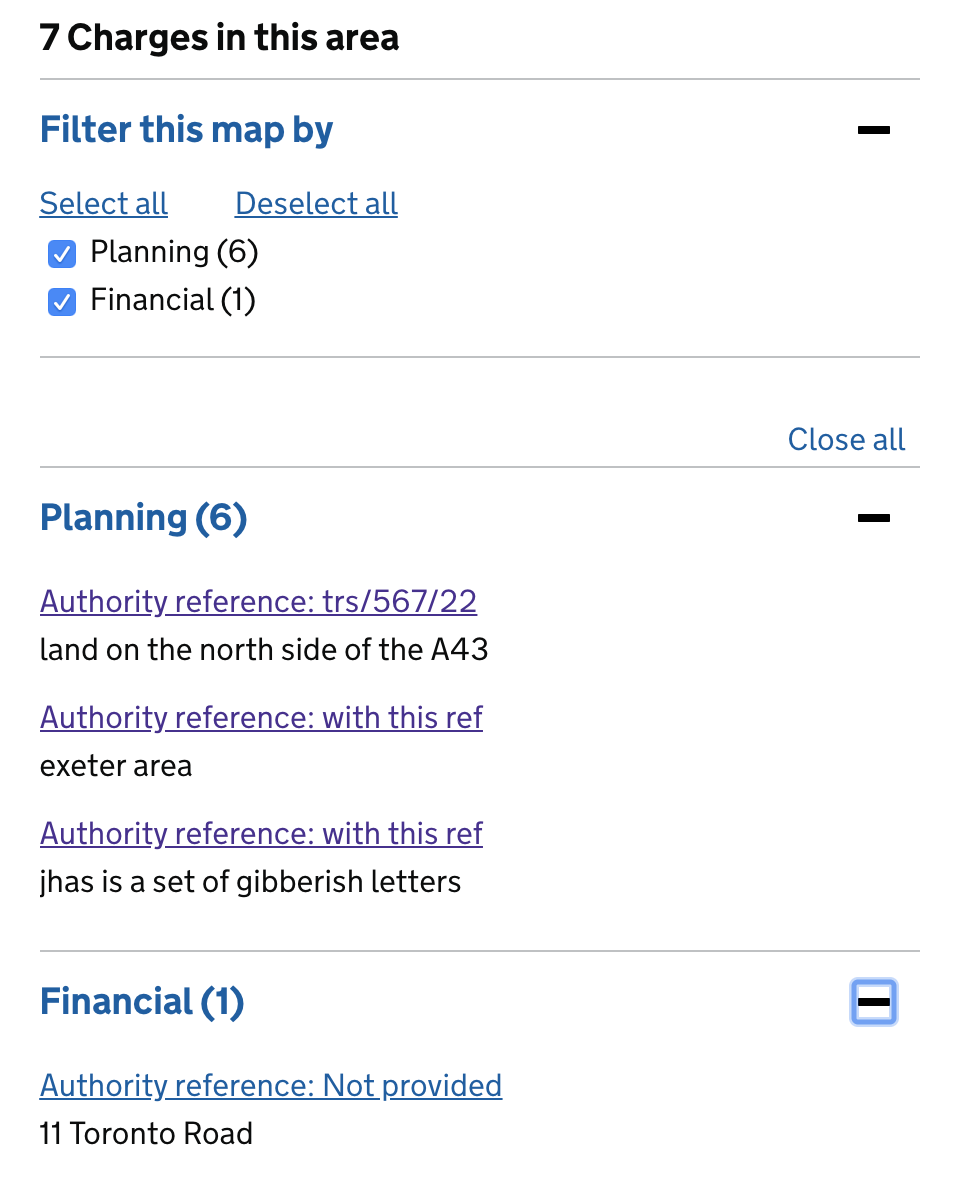 7 Charges in this area
Filter this map by
Select all Deselect all
Planning (6)
Financial (1)
Close all
Planning (6)
Authority reference: trs/567/22
land on the north side of the A43
Authority reference: with this ref
exeter area
Authority reference: with this ref
jhas is a set of gibberish letters
Financial (1)
Authority reference: Not provided
11 Toronto Road